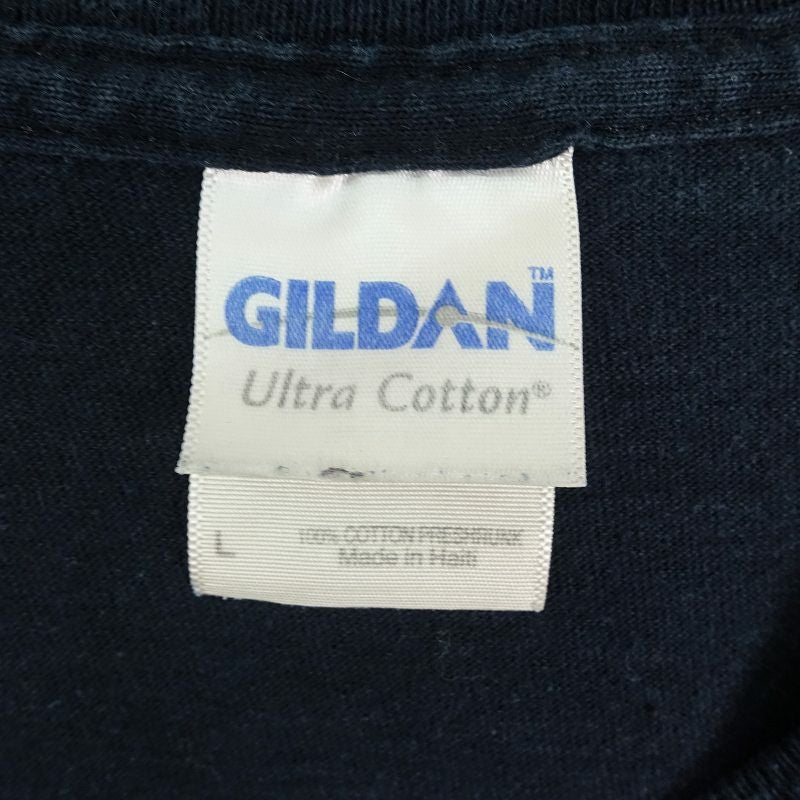 GILDAN™
Ultra Cotton®
L
100% COTTON PRESHRUNK
Made in Haiti